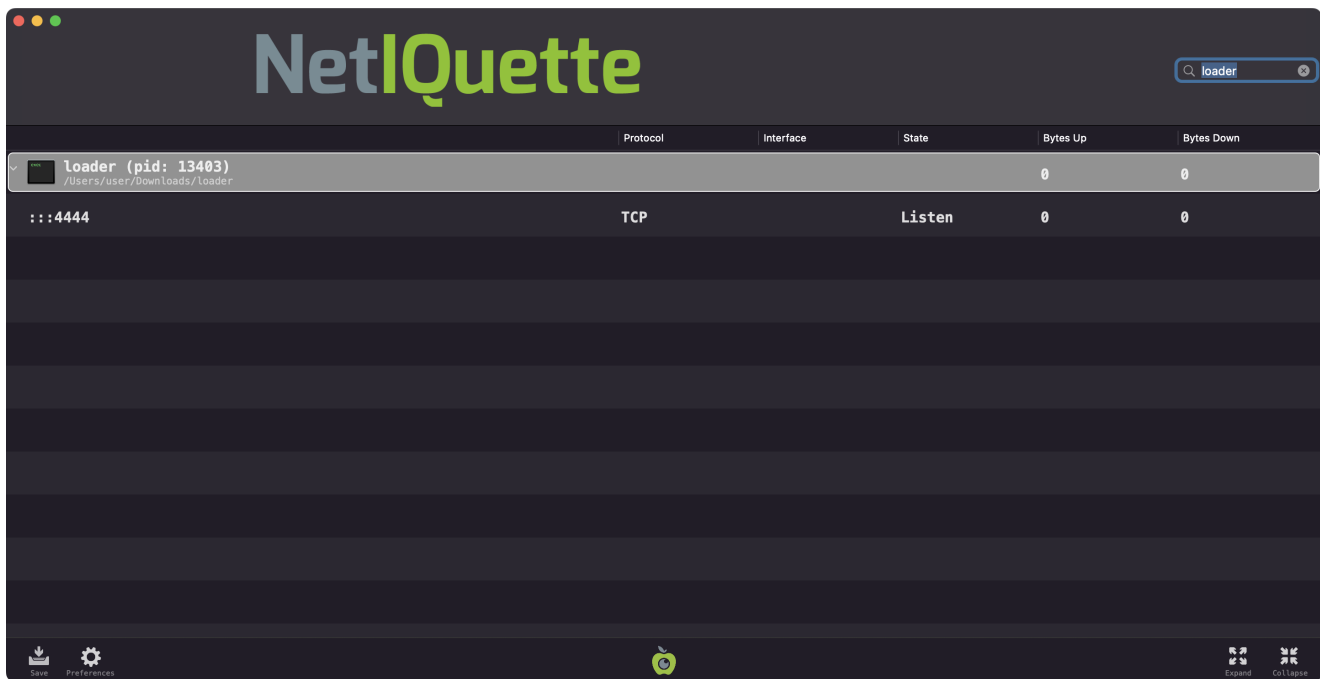 NetIQuette
loader
Protocol Interface State Bytes Up Bytes Down
exec
loader (pid: 13403) 0 0
/Users/user/Downloads/loader
:::4444 TCP Listen 0 0
Save Preferences Expand Collapse